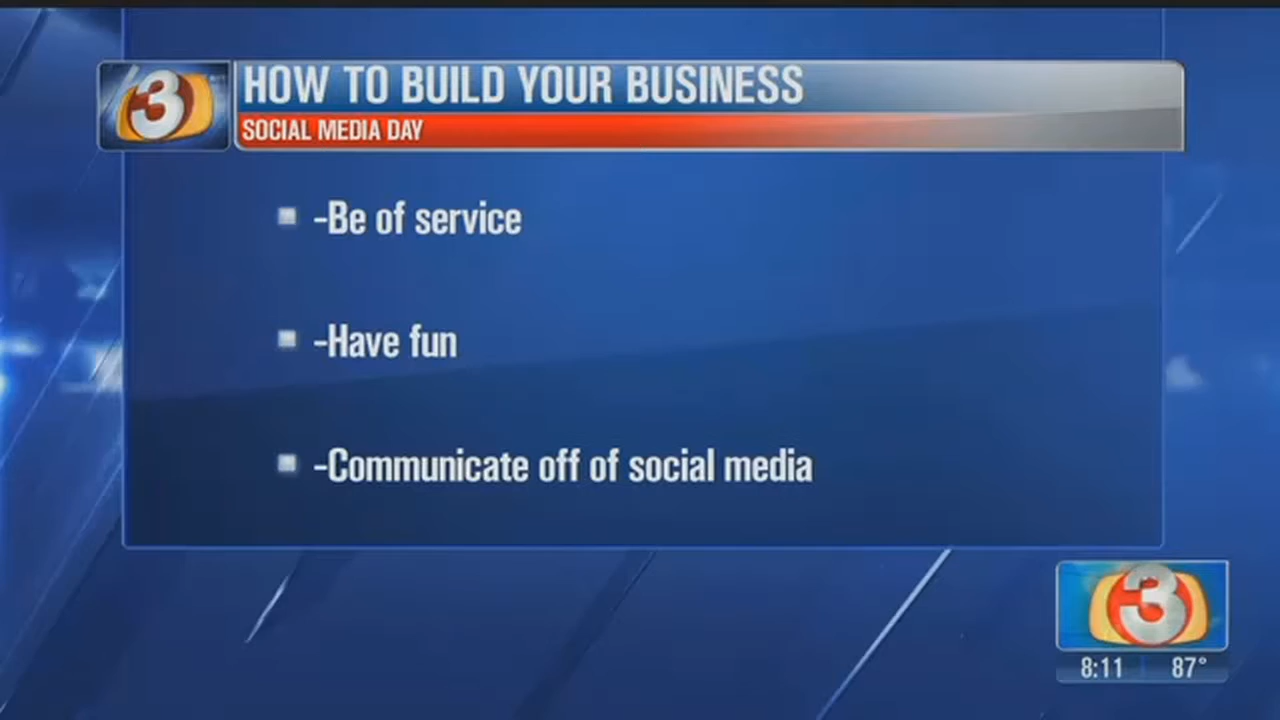 3
HOW TO BUILD YOUR BUSINESS
SOCIAL MEDIA DAY
-Be of service
-Have fun
-Communicate off of social media
3
8:11 87°